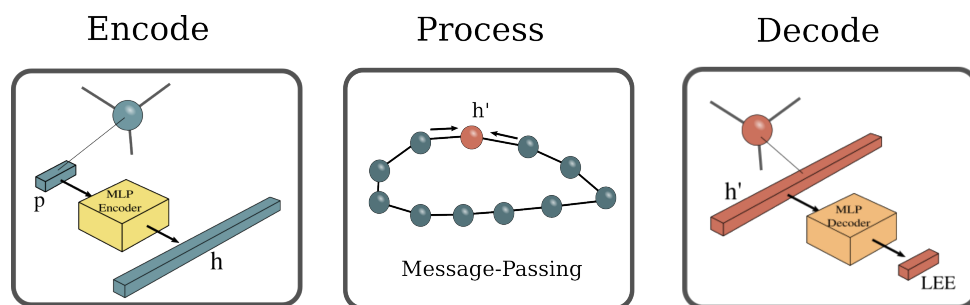 Encode
Process
Decode
p
MLP
Encoder
h
h'
Message-Passing
h'
MLP
Decoder
LEE